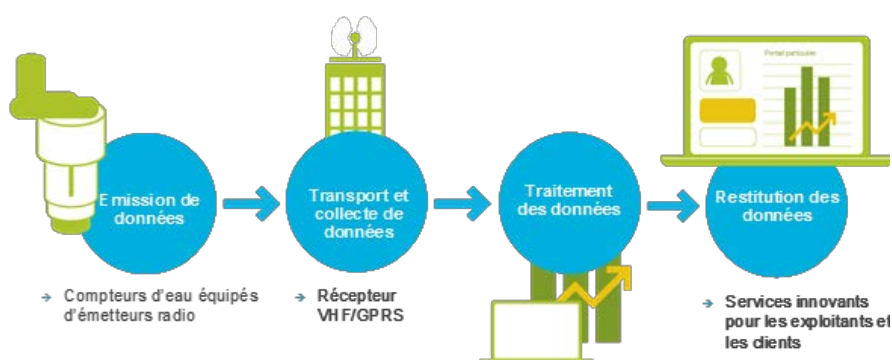 Portail particulier
Emission de
données
Transport et
collecte de
données
Traitement
des données
Restitution des
données
Compteurs d'eau équipés
d'émetteurs radio
Récepteur
VHF/GPRS
Services innovants
pour les exploitants et
les clients